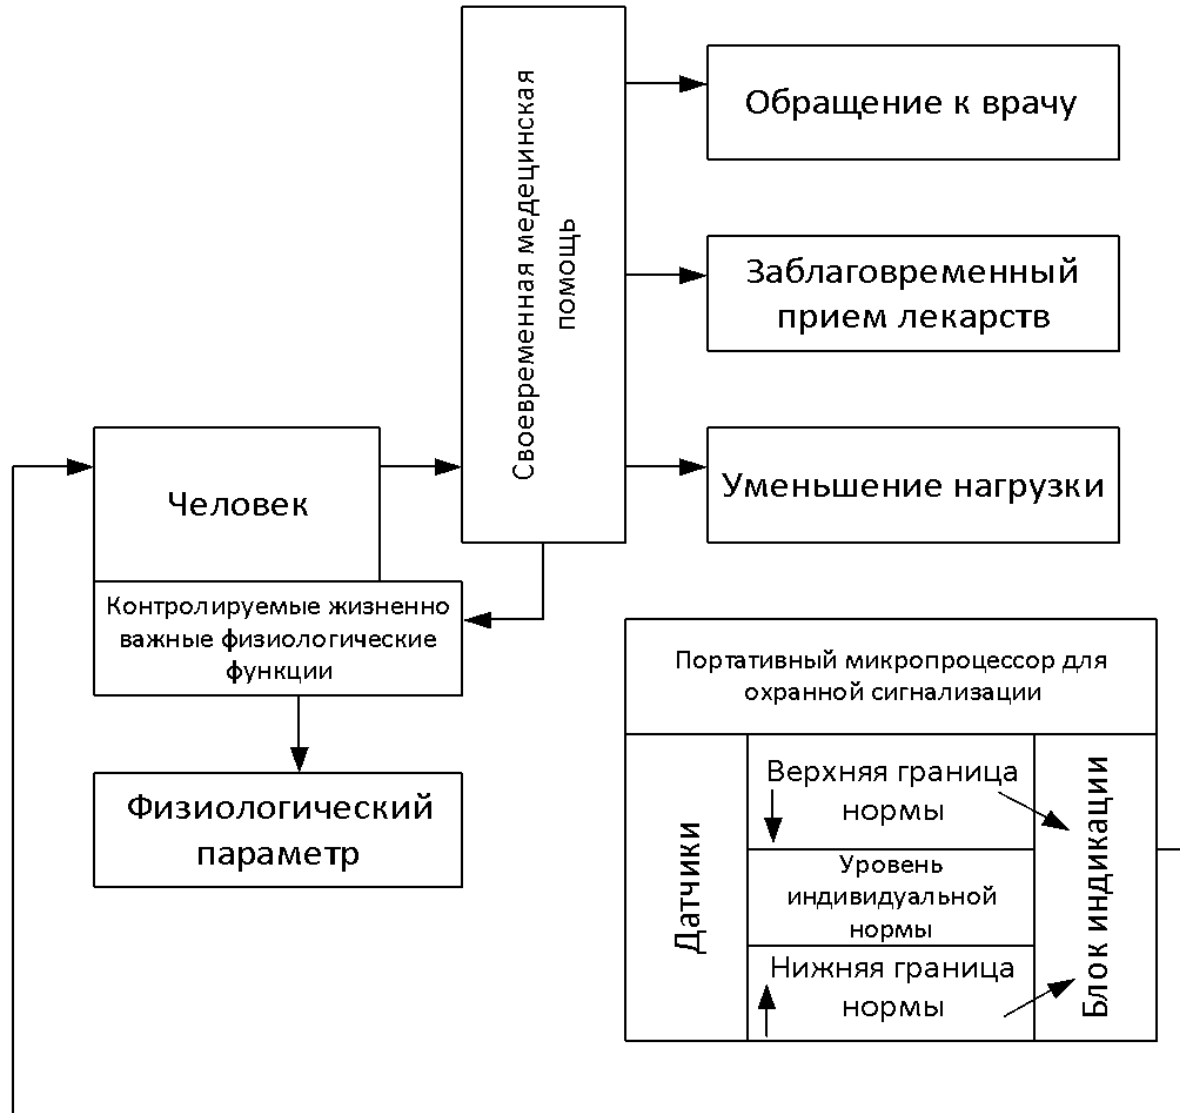 Своевременная медецинская
помощь
Обращение к врачу
Заблаговременный
прием лекарств
Уменьшение нагрузки
Человек
Контролируемые жизненно
важные физиологические
функции
Физиологический
параметр
Портативный микропроцессор для
охранной сигнализации
Датчики
Верхняя граница
нормы
Уровень
индивидуальной
нормы
Нижняя граница
нормы
Блок индикации